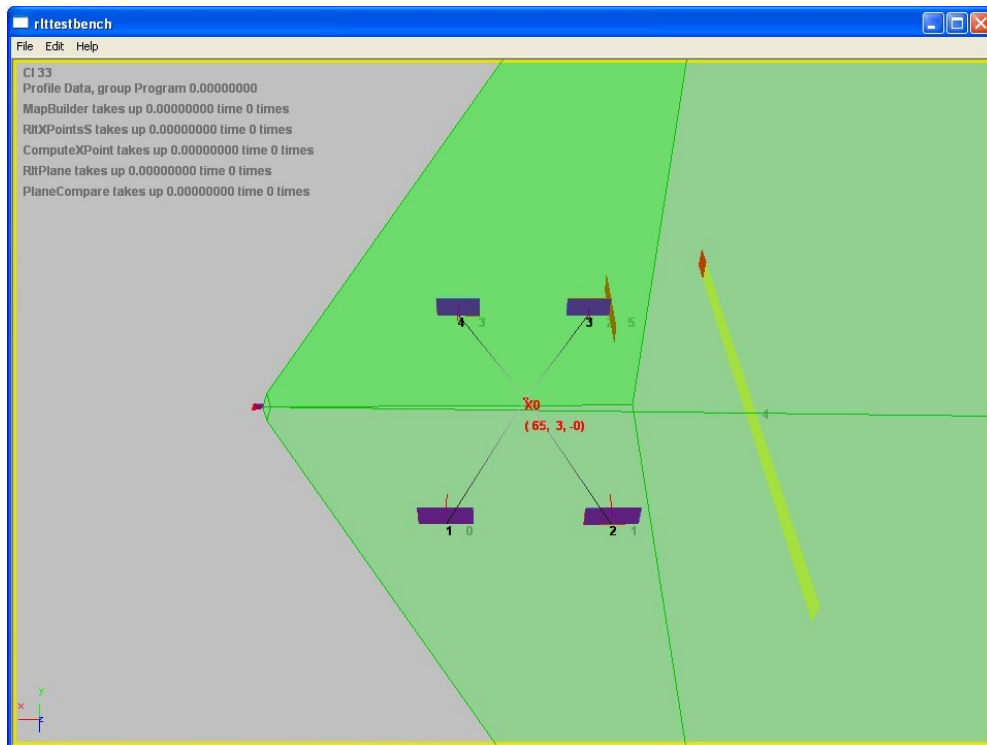 rlttestbench
File Edit Help
CI 33
Profile Data, group Program 0.00000000
MapBuilder takes up 0.00000000 time 0 times
RltXPointsS takes up 0.00000000 time 0 times
ComputeXPoint takes up 0.00000000 time 0 times
RltPlane takes up 0.00000000 time 0 times
PlaneCompare takes up 0.00000000 time 0 times
4 3
3 2 5
X0
4
( 65, 3, -0)
1 0
2 1
y
x
z